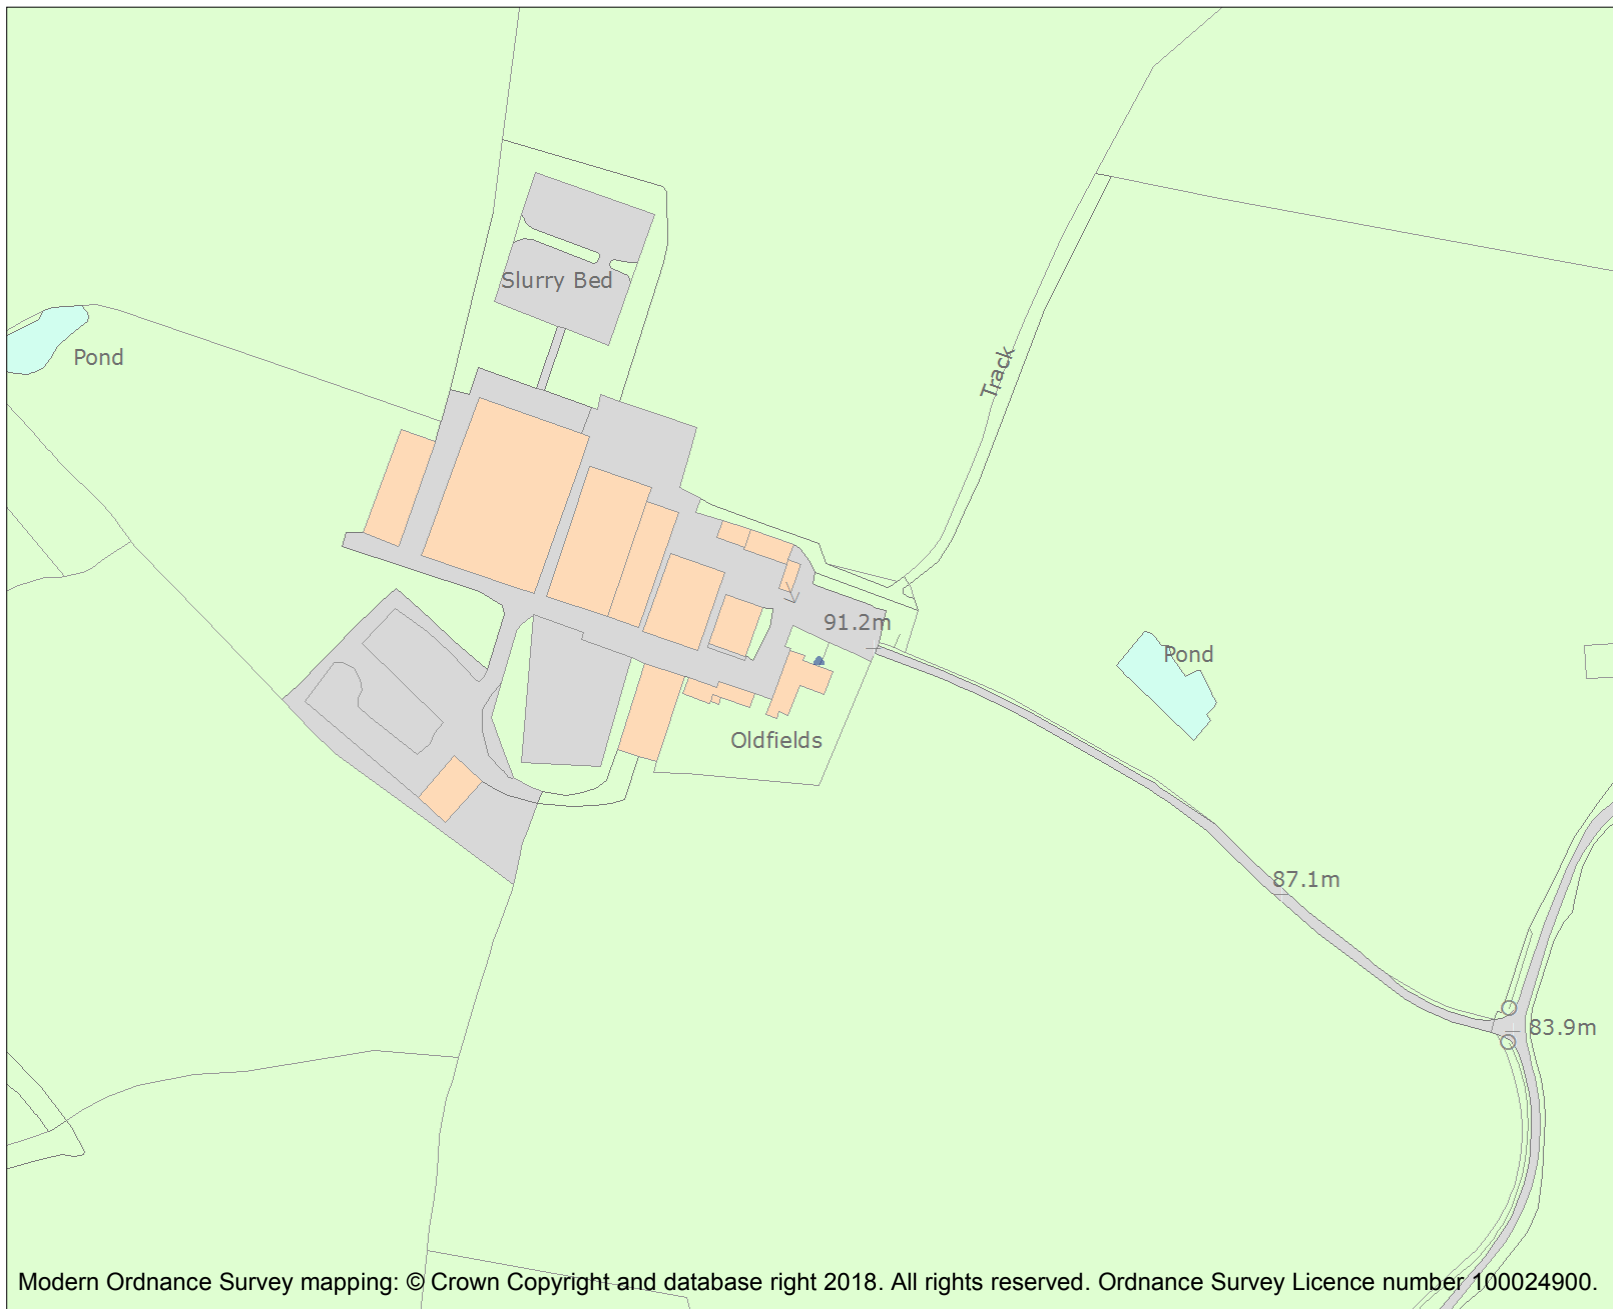 Slurry Bed
Pond
Track
91.2m
Pond
Oldfields
87.1m
83.9m
Modern Ordnance Survey mapping: © Crown Copyright and database right 2018. All rights reserved. Ordnance Survey Licence number 100024900.